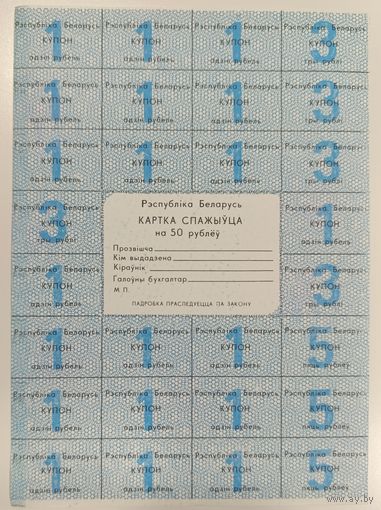 Рэспубліка Беларусь Рэспубліка Беларусь Рэспубліка Беларусь Рэспубліка Беларусь
1 КУПОН 1 КУПОН 1 КУПОН 3 КУПОН
адзін рубель адзін рубель адзін рубель тры рублі
Рэспубліка Беларусь Рэспубліка Беларусь Рэспубліка Беларусь Рэспубліка Беларусь
1 КУПОН 1 КУПОН 1 КУПОН 3 КУПОН
адзін рубель адзін рубель адзін рубель тры рублі
Рэспубліка Беларусь Рэспубліка Беларусь Рэспубліка Беларусь Рэспубліка Беларусь
1 КУПОН 1 КУПОН 1 КУПОН 3 КУПОН
адзін рубель адзін рубель адзін рубель тры рублі
Рэспубліка Беларусь
3 КУПОН
тры рублі
Рэспубліка Беларусь
1 КУПОН
адзін рубель
Рэспубліка Беларусь
КАРТКА СПАЖЫЎЦА
на 50 рублёў
Прозвішча
Кім выдадзена
Кіраўнік
Галоўны бухгалтар
М.П.
ПАДРОБКА ПРАСЛЕДУЕЦЦА ПА ЗАКОНУ
Рэспубліка Беларусь
1 КУПОН
адзін рубель
Рэспубліка Беларусь
3 КУПОН
тры рублі
Рэспубліка Беларусь Рэспубліка Беларусь Рэспубліка Беларусь Рэспубліка Беларусь
1 КУПОН 1 КУПОН 1 КУПОН 5 КУПОН
адзін рубель адзін рубель адзін рубель пяць рублёў
Рэспубліка Беларусь Рэспубліка Беларусь Рэспубліка Беларусь Рэспубліка Беларусь
1 КУПОН 1 КУПОН 1 КУПОН 5 КУПОН
адзін рубель адзін рубель адзін рубель пяць рублёў
Рэспубліка Беларусь Рэспубліка Беларусь Рэспубліка Беларусь Рэспубліка Беларусь
1 КУПОН 1 КУПОН 1 КУПОН 5 КУПОН
адзін рубель адзін рубель адзін рубель пяць рублёў
www.ay.by